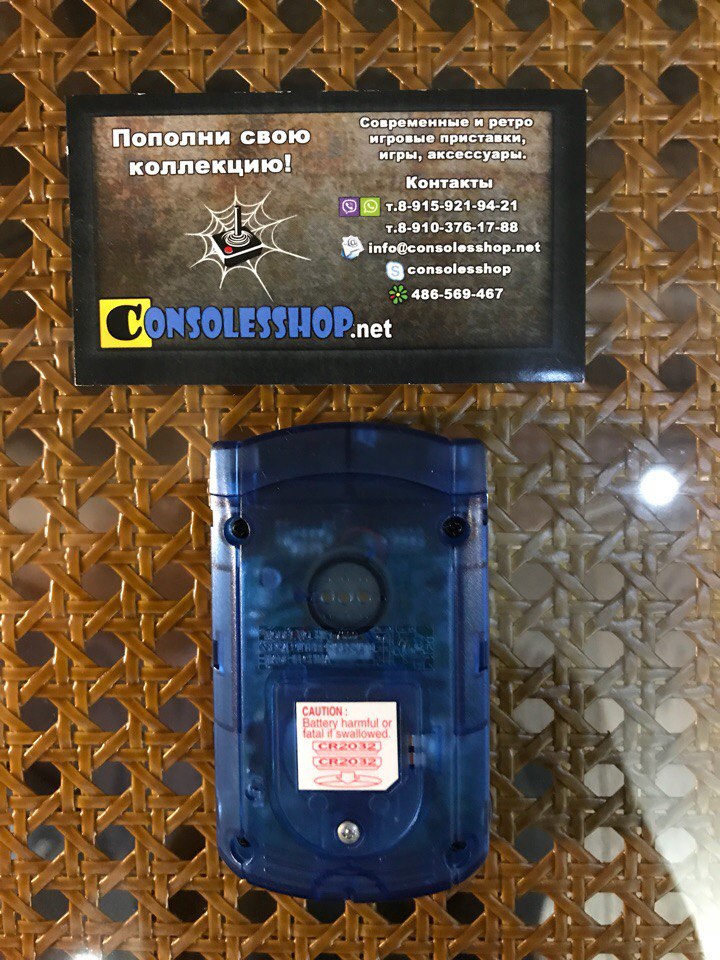 Пополни свою
коллекцию!
Современные и ретро
игровые приставки,
игры, аксессуары.
Контакты
т.8-915-921-94-21
т.8-910-376-17-88
info@consolesshop.net
consolesshop
486-569-467
CONSOLESSHOP.net
CAUTION :
Battery harmful or
fatal if swallowed.
CR2032
CR2032